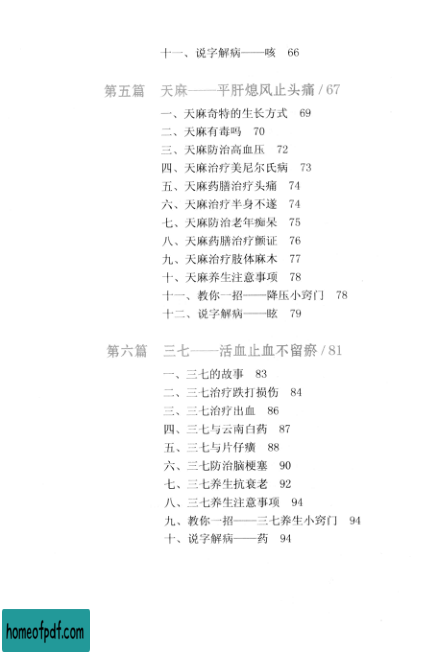 十一、说字解病——咳 66
第五篇 天麻——平肝熄风止头痛/67
一、天麻奇特的生长方式 69
二、天麻有毒吗 70
三、天麻防治高血压 72
四、天麻治疗美尼尔氏病 73
五、天麻药膳治疗头痛 74
六、天麻治疗半身不遂 74
七、天麻防治老年痴呆 75
八、天麻药膳治疗颤证 76
九、天麻治疗肢体麻木 77
十、天麻养生注意事项 78
十一、教你一招——降压小窍门 78
十二、说字解病——眩 79
第六篇 三七——活血止血不留瘀/81
一、三七的故事 83
二、三七治疗跌打损伤 84
三、三七治疗出血 86
四、三七与云南白药 87
五、三七与片仔癀 88
六、三七防治脑梗塞 90
七、三七养生抗衰老 92
八、三七养生注意事项 94
九、教你一招——三七养生小窍门 94
十、说字解病——药 94
homeofpdf.com